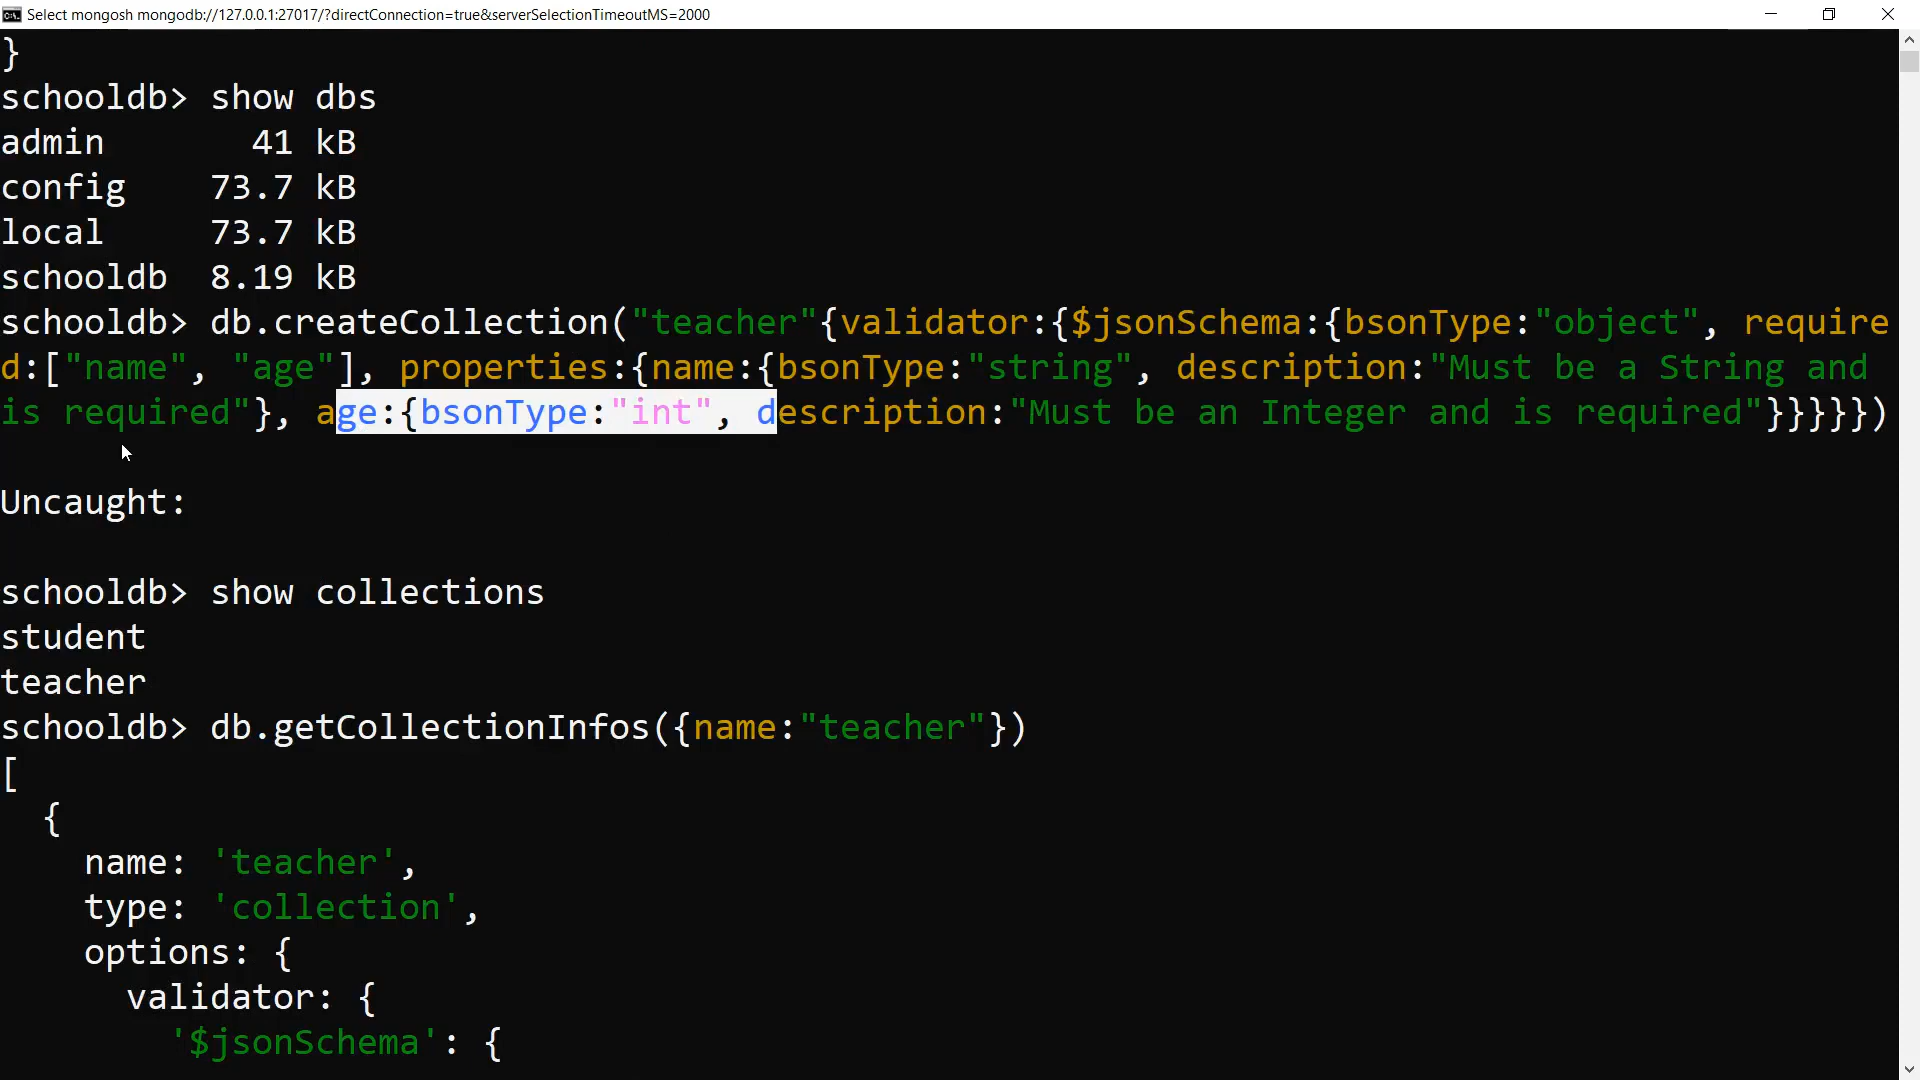 Select mongosh mongodb://127.0.0.1:27017/?directConnection=true&serverSelectionTimeoutMS=2000
}
schooldb> show dbs
admin 41 kB
config 73.7 kB
local 73.7 kB
schooldb 8.19 kB
schooldb> db.createCollection("teacher"{validator:{$jsonSchema:{bsonType:"object", require
d:["name", "age"], properties:{name:{bsonType:"string", description:"Must be a String and
is required"}, age:{bsonType:"int", description:"Must be an Integer and is required"}}}}})
Uncaught:
schooldb> show collections
student
teacher
schooldb> db.getCollectionInfos({name:"teacher"})
[
{
name: 'teacher',
type: 'collection',
options: {
validator: {
'$jsonSchema': {